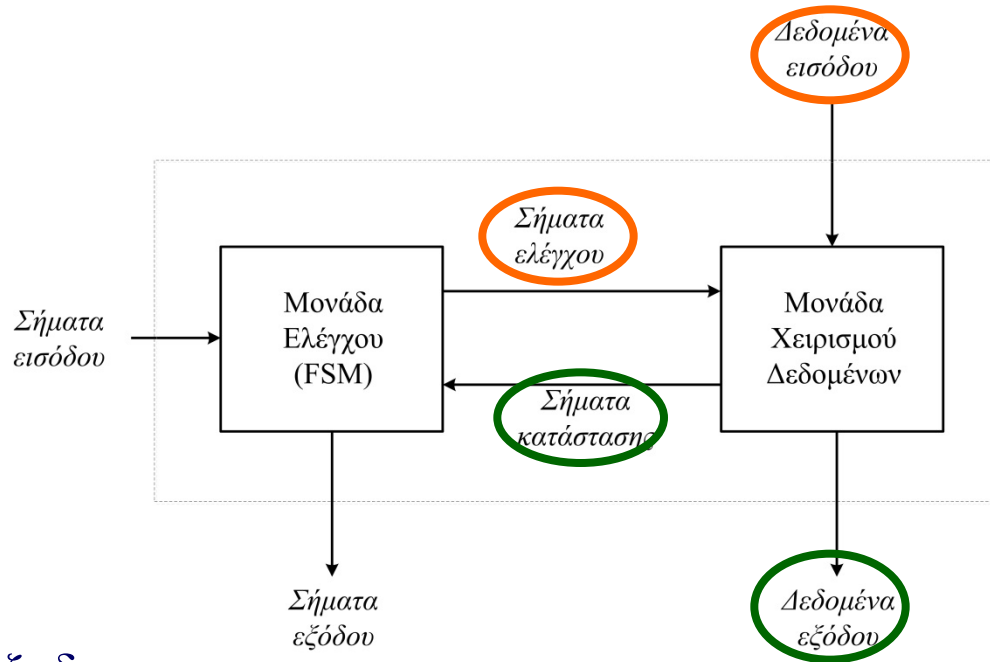 Δεδομένα
εισόδου
Σήματα
ελέγχου
Σήματα
εισόδου
Μονάδα
Ελέγχου
(FSM)
Μονάδα
Χειρισμού
Δεδομένων
Σήματα
κατάστασης
Σήματα
εξόδου
Δεδομένα
εξόδου